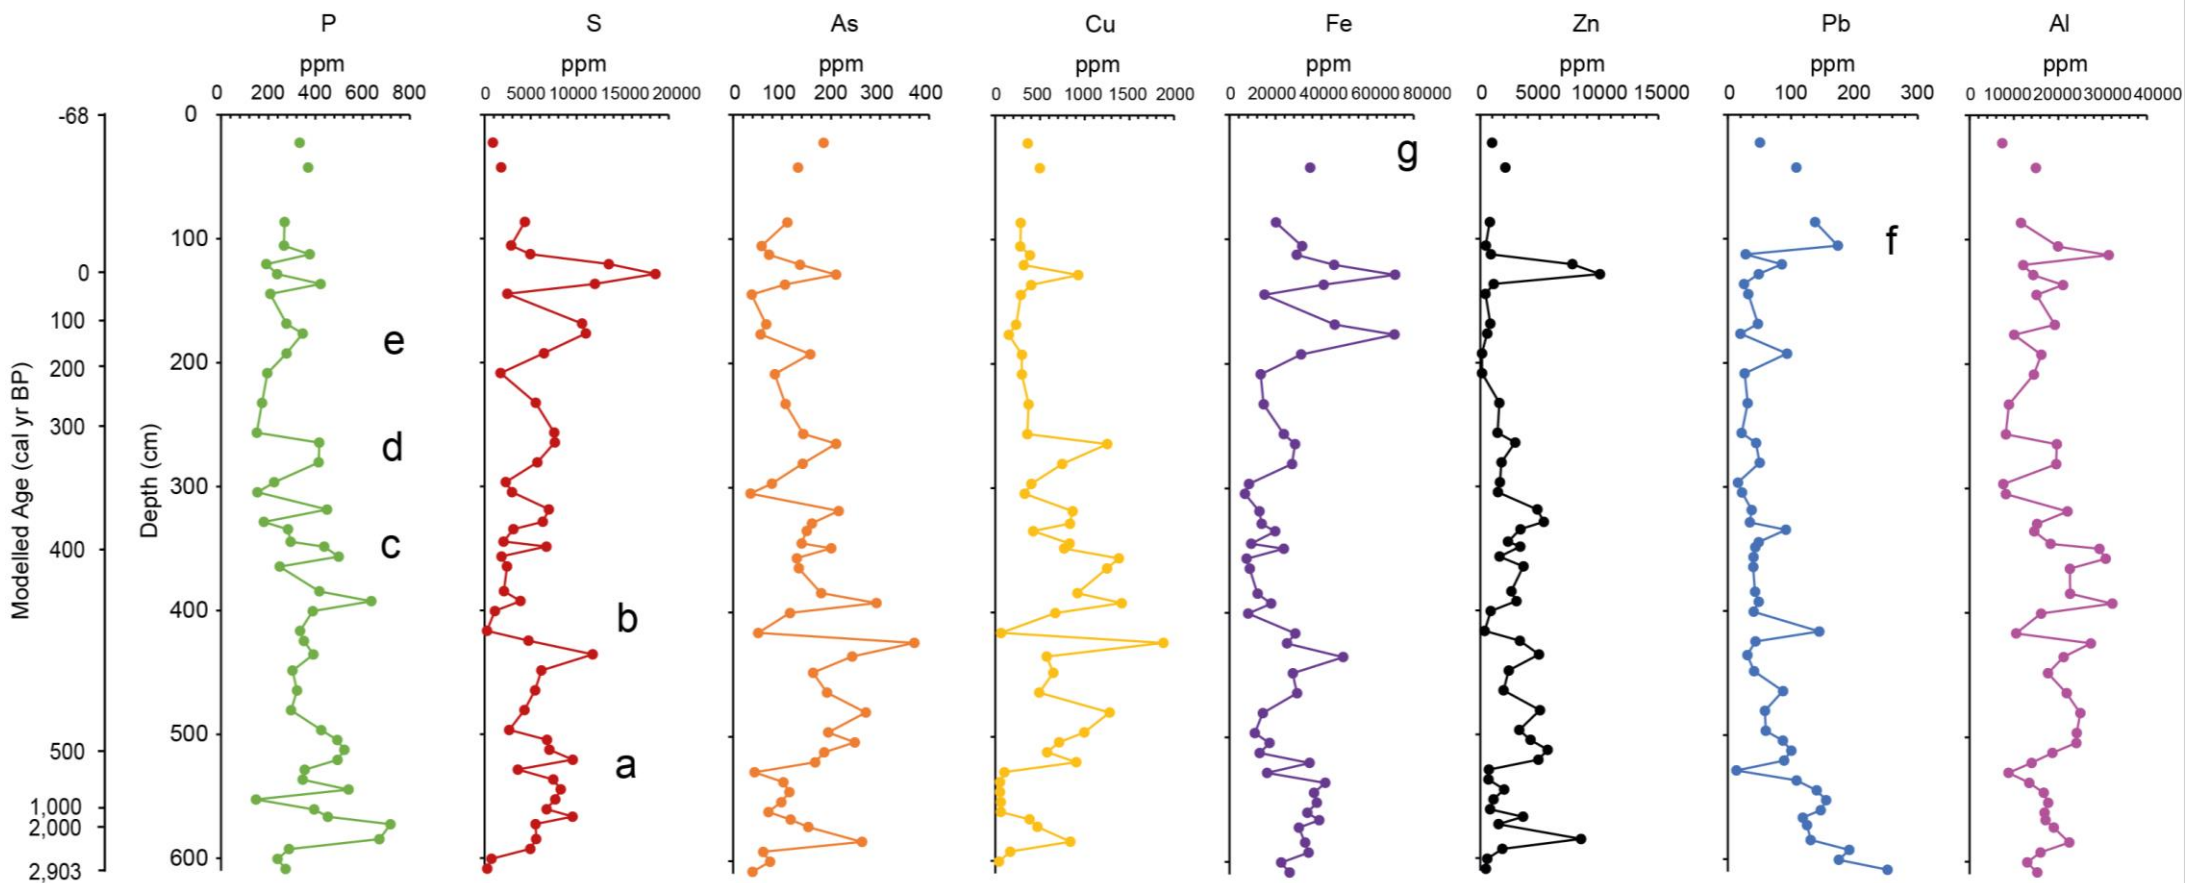 P S As Cu Fe Zn Pb Al
ppm ppm ppm ppm ppm ppm ppm ppm
0 200 400 600 800 0 5000 10000 15000 20000 0 100 200 300 400 0 500 1000 1500 2000 0 20000 40000 60000 80000 0 5000 10000 15000 0 100 200 300 0 10000 20000 30000 40000
-68 0
g
100 f
0
100 e
200 200
300 d
300
400 c
400 b
500
500 a
1,000
2,000
600
2,903
Modelled Age (cal yr BP)
Depth (cm)